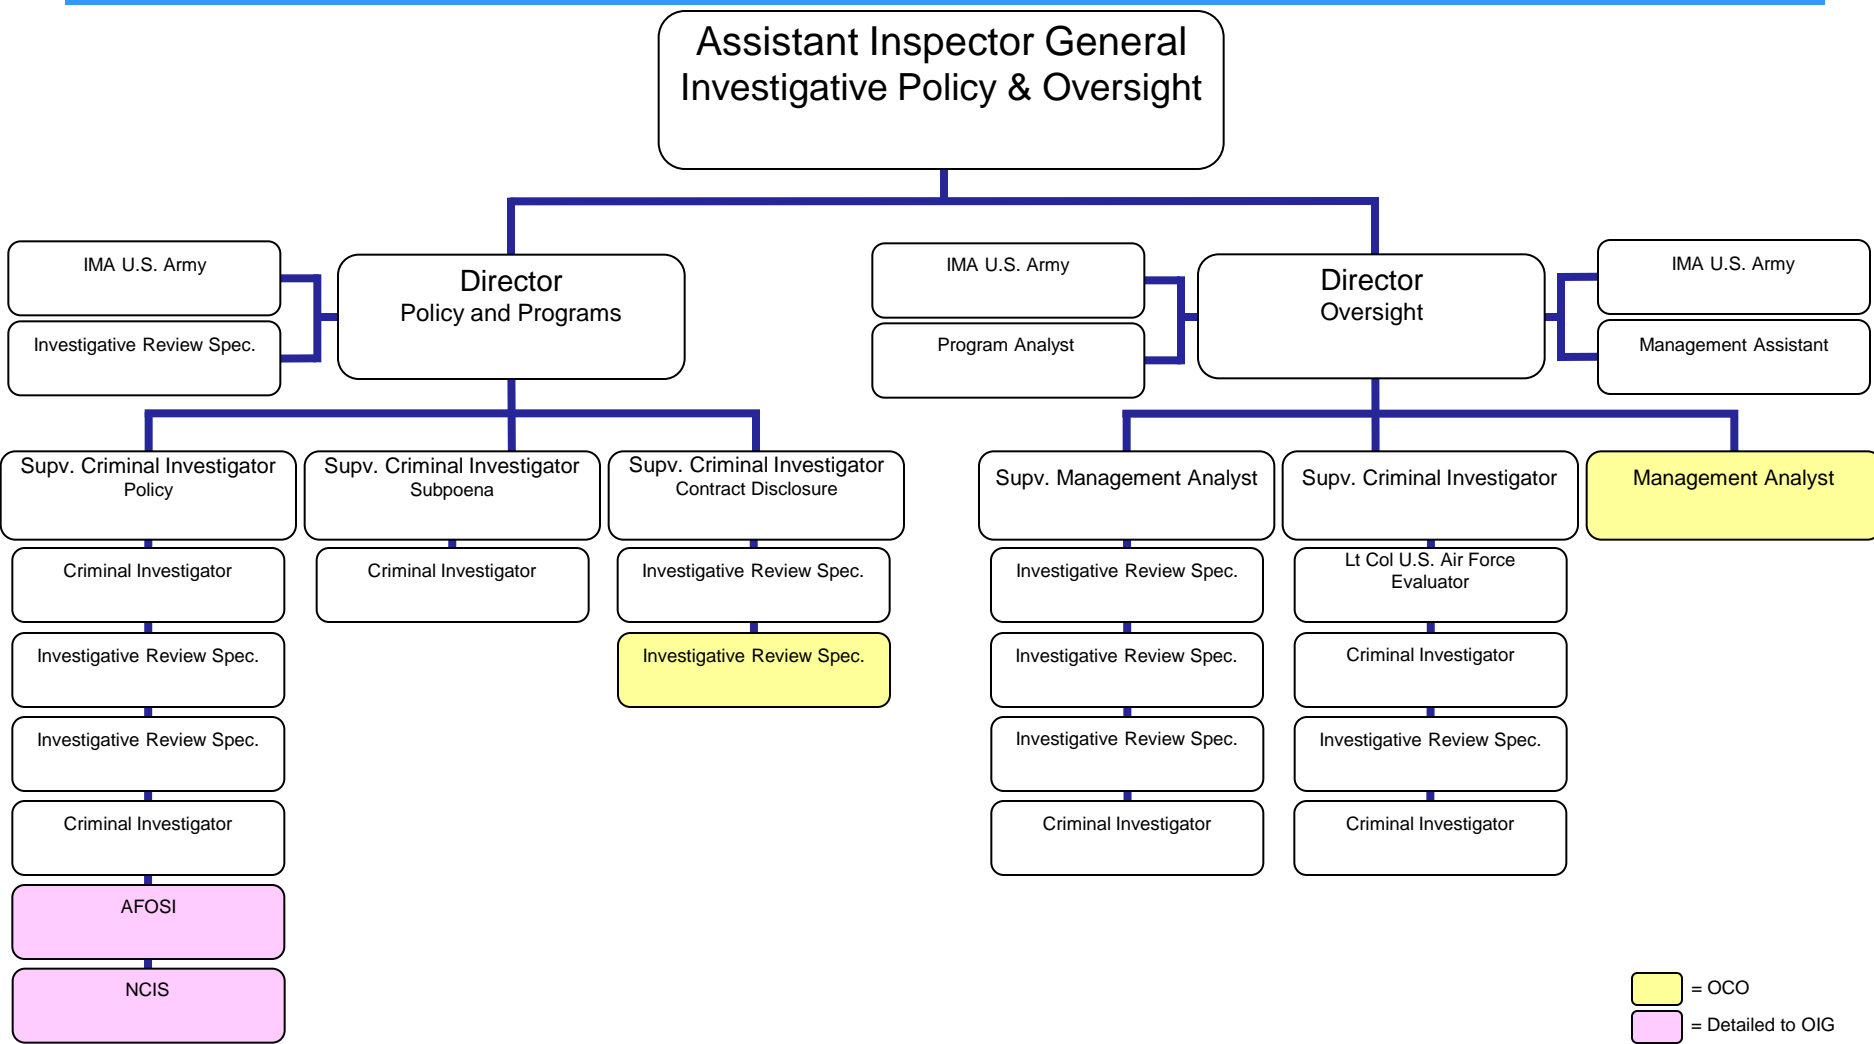 Assistant Inspector General
Investigative Policy & Oversight
IMA U.S. Army
Investigative Review Spec.
Director
Policy and Programs
IMA U.S. Army
Program Analyst
Director
Oversight
IMA U.S. Army
Management Assistant
Supv. Criminal Investigator
Policy
Criminal Investigator
Investigative Review Spec.
Investigative Review Spec.
Criminal Investigator
AFOSI
NCIS
Supv. Criminal Investigator
Subpoena
Criminal Investigator
Supv. Criminal Investigator
Contract Disclosure
Investigative Review Spec.
Investigative Review Spec.
Supv. Management Analyst
Investigative Review Spec.
Investigative Review Spec.
Investigative Review Spec.
Criminal Investigator
Supv. Criminal Investigator
Lt Col U.S. Air Force
Evaluator
Criminal Investigator
Investigative Review Spec.
Criminal Investigator
Management Analyst
= OCO
= Detailed to OIG